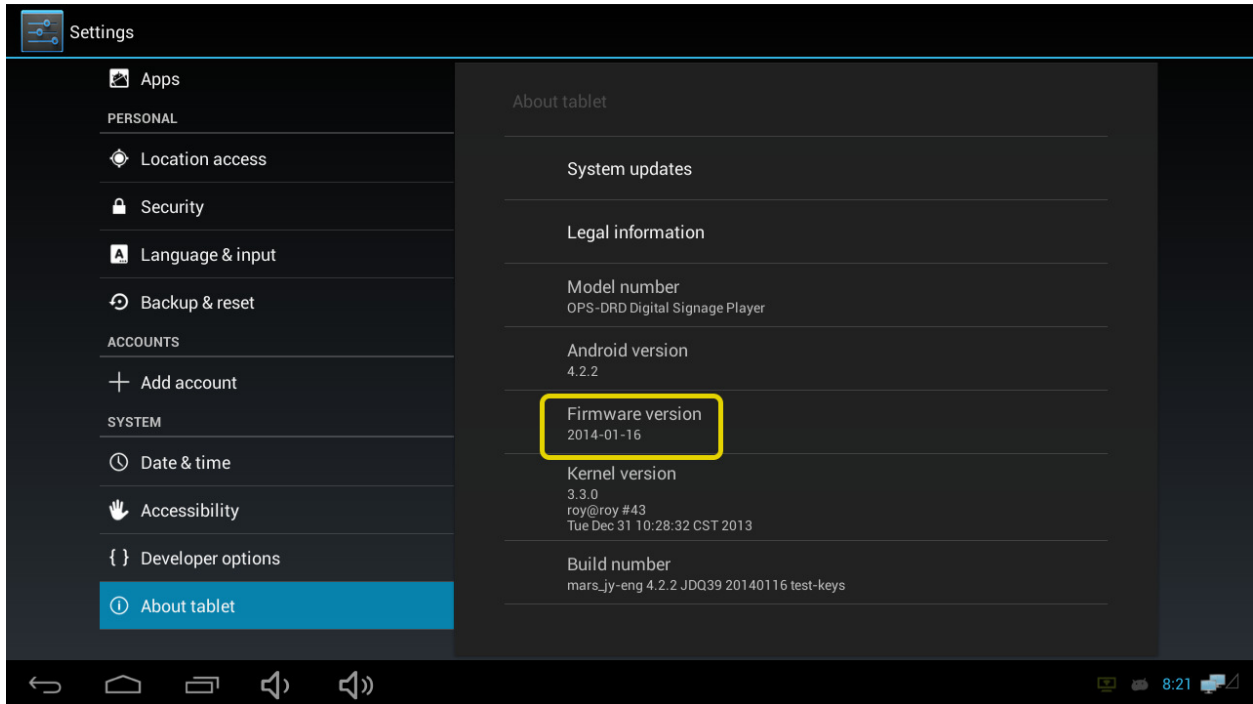 Settings
Apps
PERSONAL
Location access
Security
Language & input
Backup & reset
ACCOUNTS
Add account
SYSTEM
Date & time
Accessibility
{ } Developer options
About tablet
About tablet
System updates
Legal information
Model number
OPS-DRD Digital Signage Player
Android version
4.2.2
Firmware version
2014-01-16
Kernel version
3.3.0
roy@roy #43
Tue Dec 31 10:28:32 CST 2013
Build number
mars_jy-eng 4.2.2 JDQ39 20140116 test-keys
8:21